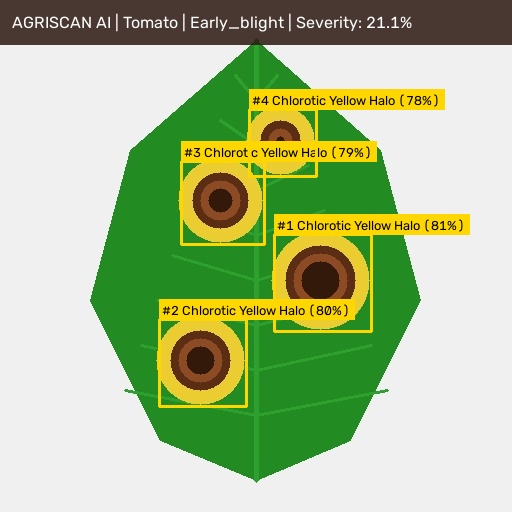 AGRISCAN AI | Tomato | Early_blight | Severity: 21.1%
#4 Chlorotic Yellow Halo (78%)
#3 Chlorotic Yellow Halo (79%)
#1 Chlorotic Yellow Halo (81%)
#2 Chlorotic Yellow Halo (80%)